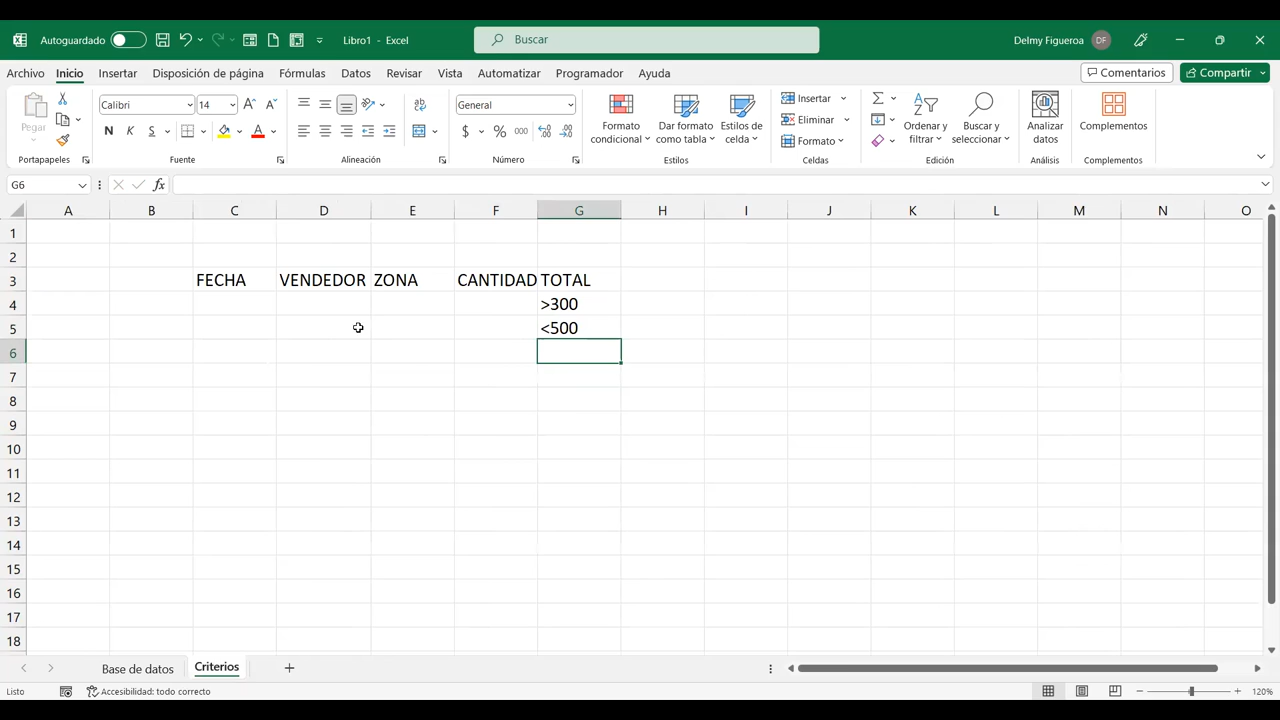 Autoguardado Libro1 - Excel Buscar Delmy Figueroa DF
Archivo Inicio Insertar Disposición de página Fórmulas Datos Revisar Vista Automatizar Programador Ayuda Comentarios Compartir
Pegar Calibri 14 N K S A General $ % 000 Formato condicional Dar formato como tabla Estilos de celda Insertar Eliminar Formato Ordenar y filtrar Buscar y seleccionar Analizar datos Complementos
Portapapeles Fuente Alineación Número Estilos Celdas Edición Análisis Complementos
G6 fx
A B C D E F G H I J K L M N O
1
2
3 FECHA VENDEDOR ZONA CANTIDAD TOTAL
4 >300
5 <500
6
7
8
9
10
11
12
13
14
15
16
17
18
Base de datos Criterios
Listo Accesibilidad: todo correcto 120%